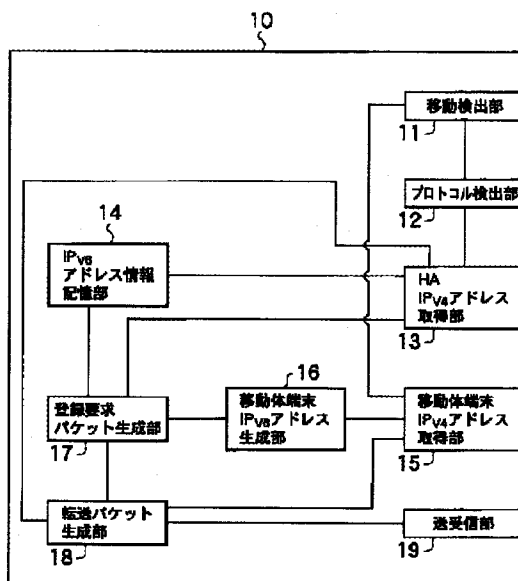 10
移動検出部
11
プロトコル検出部
12
14
IPV6
アドレス情報
記憶部
HA
IPV4アドレス
取得部
13
16
登録要求
パケット生成部
17
移動体端末
IPV6アドレス
生成部
移動体端末
IPV4アドレス
取得部
15
転送パケット
生成部
18
送受信部
19